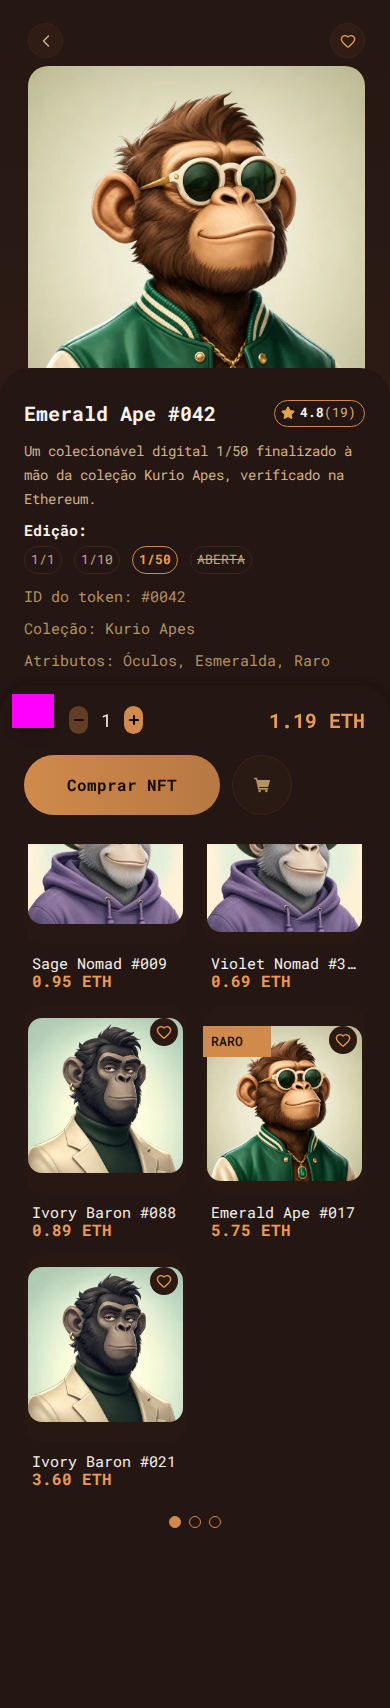 Emerald Ape #042
4.8(19)
Um colecionável digital 1/50 finalizado à
mão da coleção Kurio Apes, verificado na
Ethereum.
Edição:
1/1 1/10 1/50 ABERTA
ID do token: #0042
Coleção: Kurio Apes
Atributos: Óculos, Esmeralda, Raro
− 1 + 1.19 ETH
Comprar NFT
Sage Nomad #009
0.95 ETH
Violet Nomad #3…
0.69 ETH
RARO
Ivory Baron #088
0.89 ETH
Emerald Ape #017
5.75 ETH
Ivory Baron #021
3.60 ETH